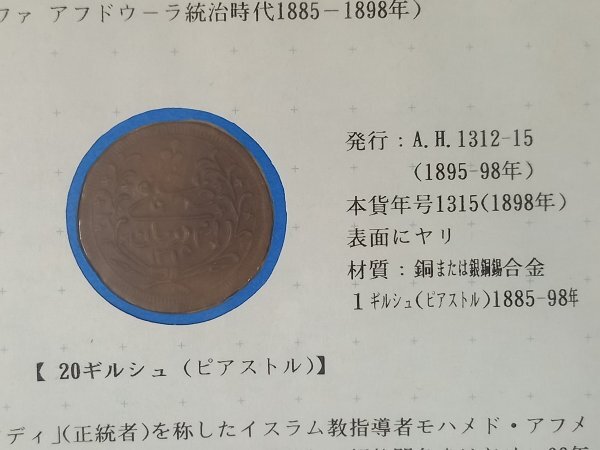 ファ アフドウーラ統治時代1885－1898年）
発行：A.H.1312-15
(1895-98年)
本貨年号1315(1898年)
表面にヤリ
材質：銅または銀銅錫合金
1ギルシュ(ピアストル)1885-98年
【 20ギルシュ（ピアストル）】
ディ」(正統者)を称したイスラム教指導者モハメド・アフメ